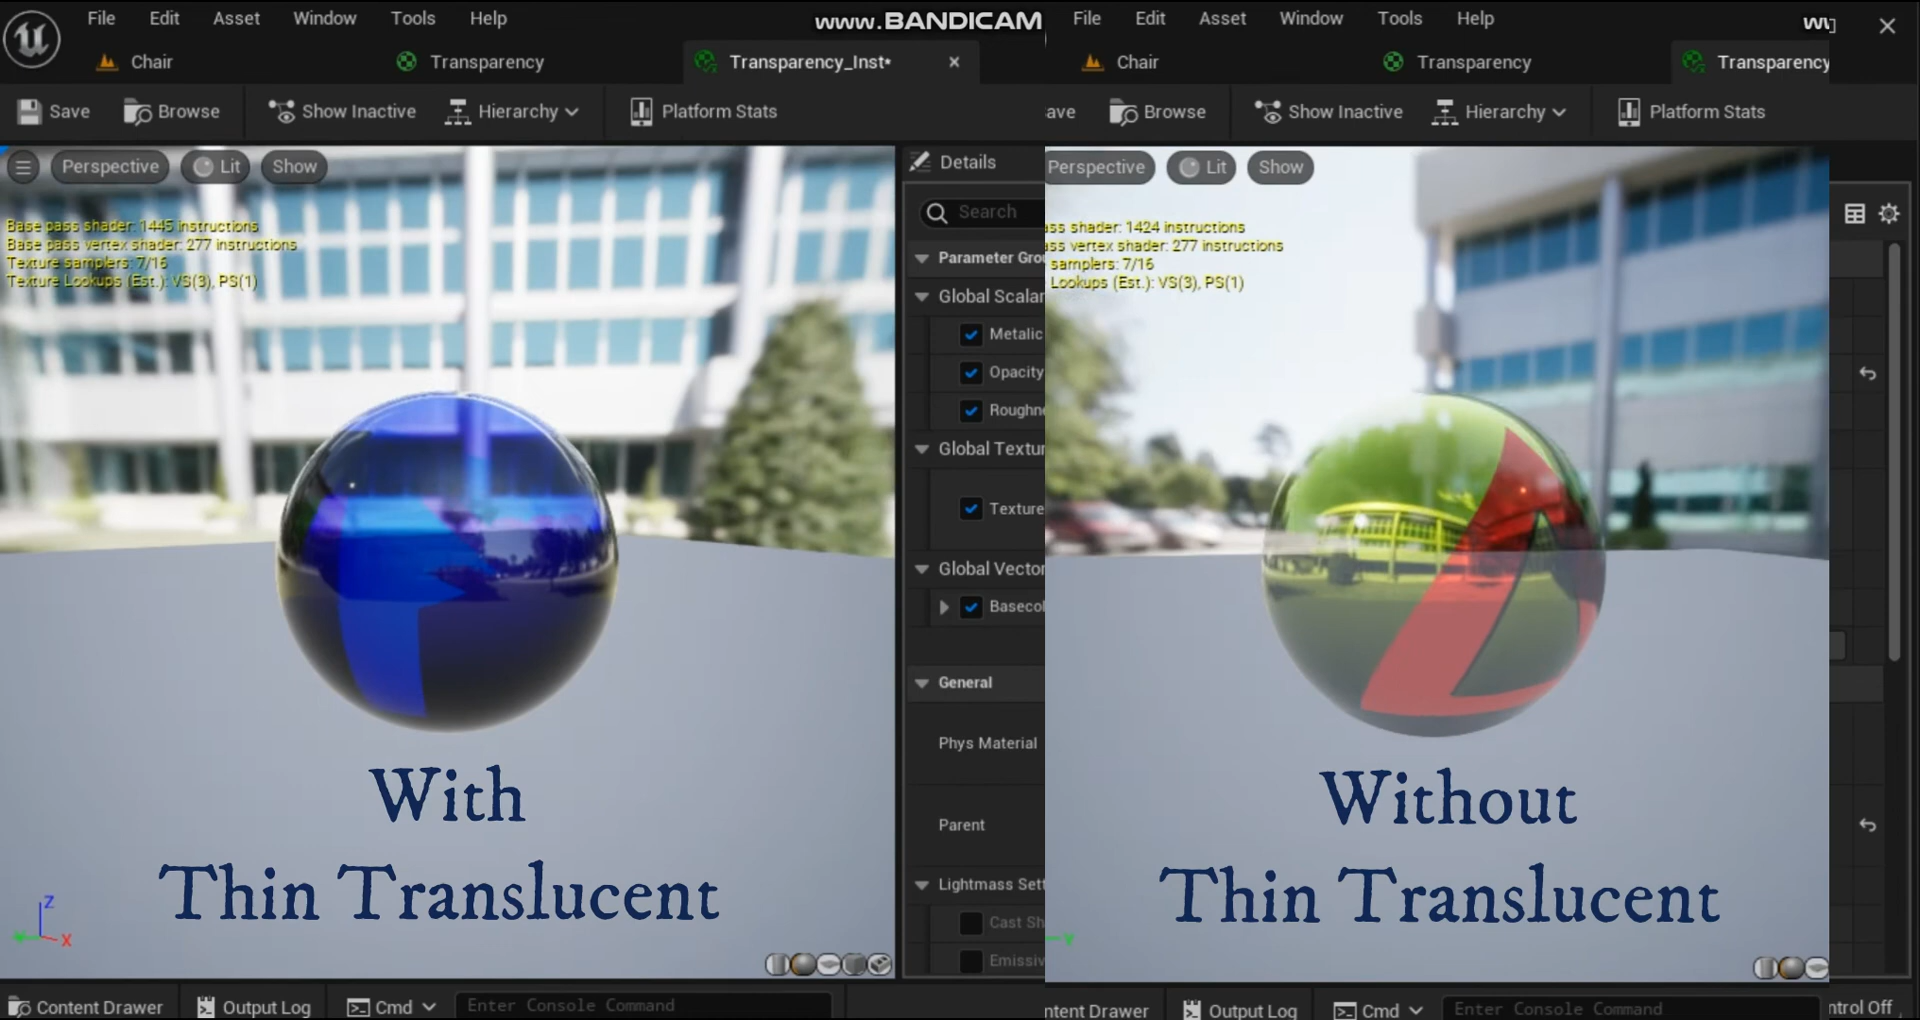 File Edit Asset Window Tools Help
www.BANDICAM
Chair
Transparency
Transparency_Inst*
Save Browse Show Inactive Hierarchy Platform Stats
Perspective Lit Show
Base pass shader: 1445 instructions
Base pass vertex shader: 277 instructions
Texture samplers: 7/16
Texture Lookups (Est.): VS(3), PS(1)
Details
Search
Parameter Gro
Global Scalar
Metalic
Opacity
Roughne
Global Textur
Texture
Global Vector
Basecol
General
Phys Material
Parent
Lightmass Sett
Cast Sh
Emissiv
With
Thin Translucent
Z
X
Content Drawer Output Log Cmd Enter Console Command
File Edit Asset Window Tools Help
Chair
Transparency
Transparency
ave Browse Show Inactive Hierarchy Platform Stats
Perspective Lit Show
ass shader: 1424 instructions
ass vertex shader: 277 instructions
samplers: 7/16
Lookups (Est.): VS(3), PS(1)
Without
Thin Translucent
Y
ntent Drawer Output Log Cmd Enter Console Command
ntrol Off